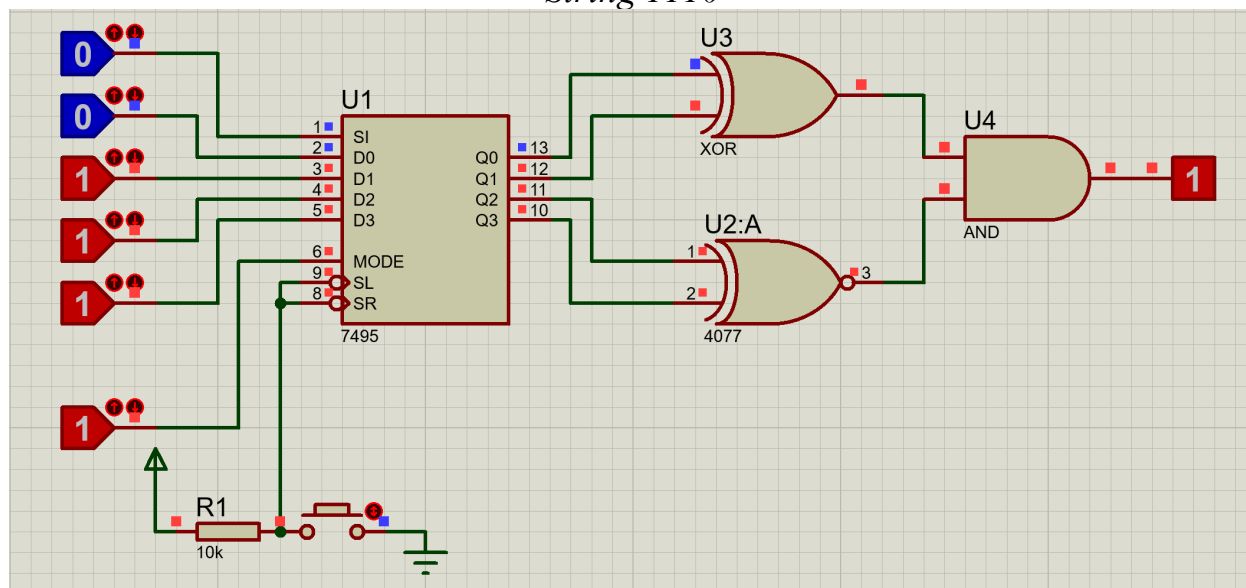 String 1110
0
0
1
1
1
1
U1
1 SI
2 D0
3 D1
4 D2
5 D3
6 MODE
9 SL
8 SR
Q0 13
Q1 12
Q2 11
Q3 10
7495
U3
XOR
U2:A
1
2
3
4077
U4
AND
1
R1
10k